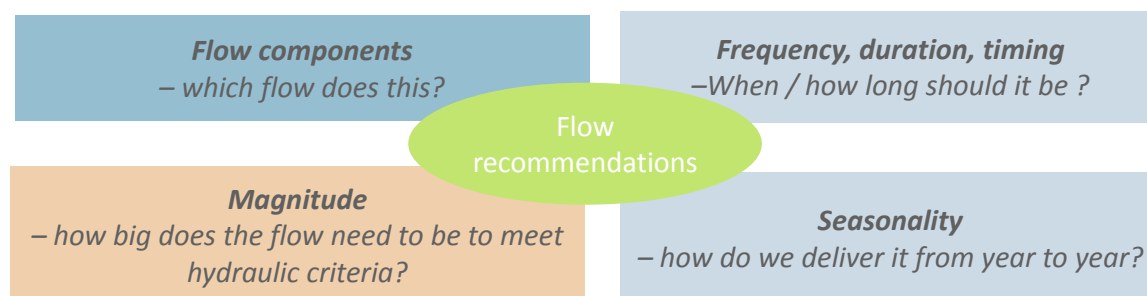 Flow components
– which flow does this?
Frequency, duration, timing
–When / how long should it be ?
Flow
recommendations
Magnitude
– how big does the flow need to be to meet
hydraulic criteria?
Seasonality
– how do we deliver it from year to year?